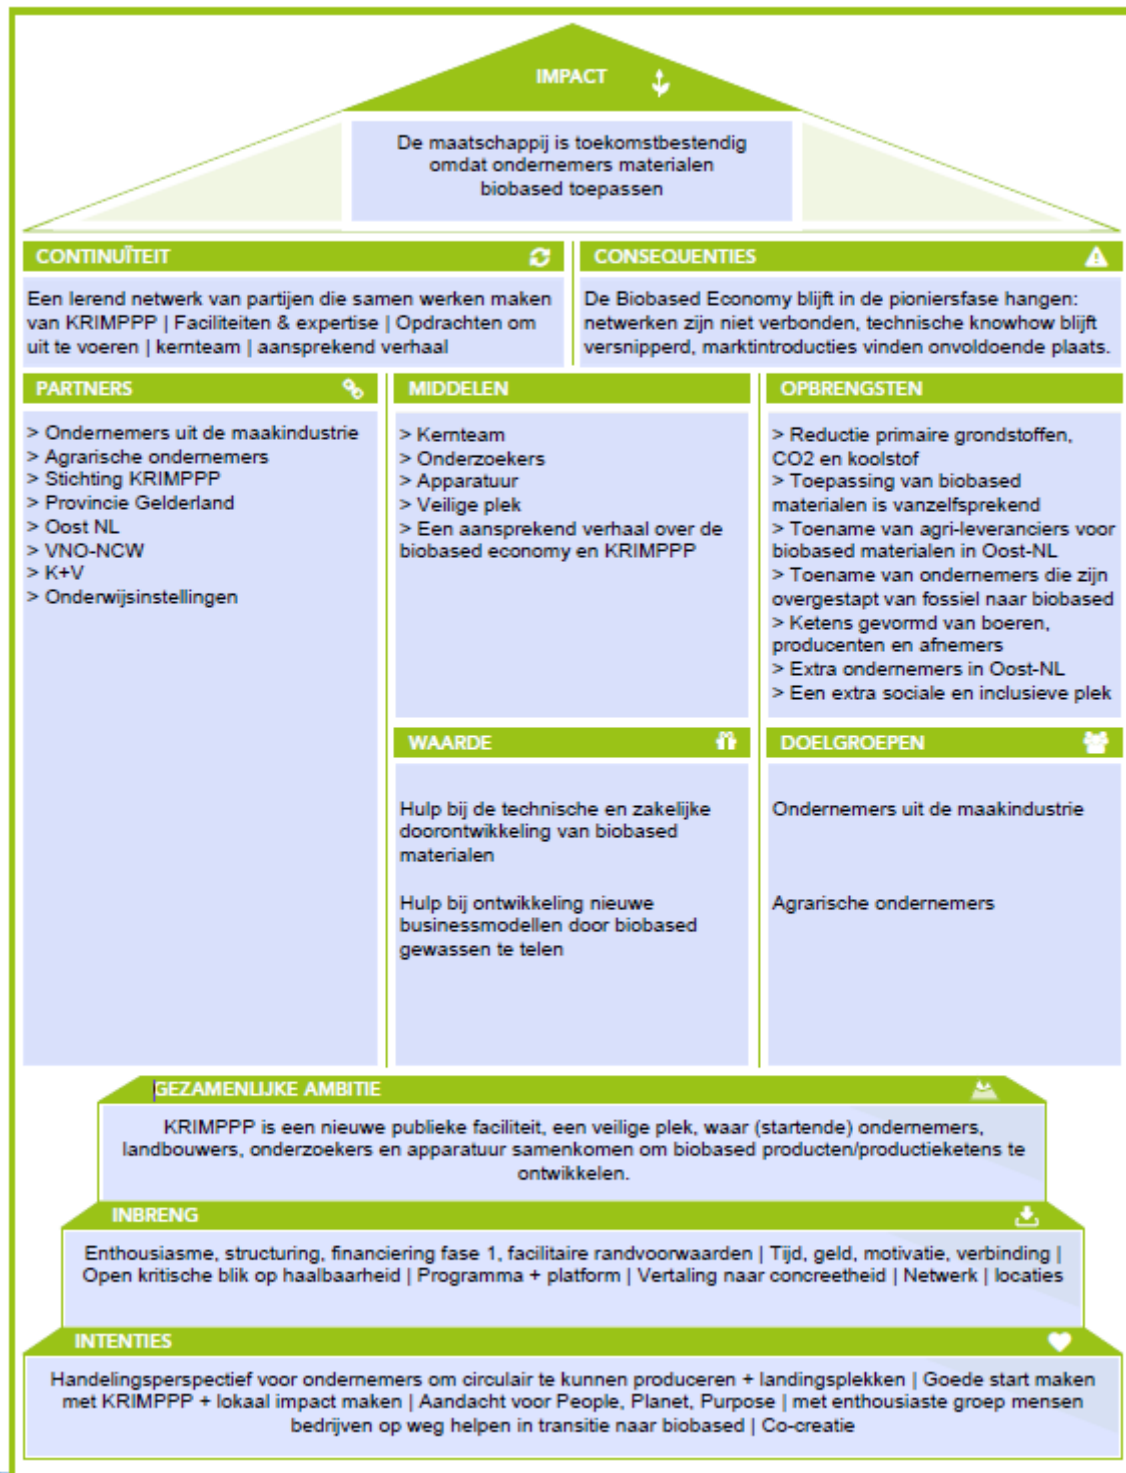 IMPACT
De maatschappij is toekomstbestendig
omdat ondernemers materialen
biobased toepassen
CONTINUÏTEIT
Een lerend netwerk van partijen die samen werken maken
van KRIMPPP | Faciliteiten & expertise | Opdrachten om
uit te voeren | kernteam | aansprekend verhaal
CONSEQUENTIES
De Biobased Economy blijft in de pioniersfase hangen:
netwerken zijn niet verbonden, technische knowhow blijft
versnipperd, marktintroducties vinden onvoldoende plaats.
PARTNERS
> Ondernemers uit de maakindustrie
> Agrarische ondernemers
> Stichting KRIMPPP
> Provincie Gelderland
> Oost NL
> VNO-NCW
> K+V
> Onderwijsinstellingen
MIDDELEN
> Kernteam
> Onderzoekers
> Apparatuur
> Veilige plek
> Een aansprekend verhaal over de
biobased economy en KRIMPPP
OPBRENGSTEN
> Reductie primaire grondstoffen,
CO2 en koolstof
> Toepassing van biobased
materialen is vanzelfsprekend
> Toename van agri-leveranciers voor
biobased materialen in Oost-NL
> Toename van ondernemers die zijn
overgestapt van fossiel naar biobased
> Ketens gevormd van boeren,
producenten en afnemers
> Extra ondernemers in Oost-NL
> Een extra sociale en inclusieve plek
WAARDE
Hulp bij de technische en zakelijke
doorontwikkeling van biobased
materialen
Hulp bij ontwikkeling nieuwe
businessmodellen door biobased
gewassen te telen
DOELGROEPEN
Ondernemers uit de maakindustrie
Agrarische ondernemers
GEZAMENLIJKE AMBITIE
KRIMPPP is een nieuwe publieke faciliteit, een veilige plek, waar (startende) ondernemers,
landbouwers, onderzoekers en apparatuur samenkomen om biobased producten/productieketens te
ontwikkelen.
INBRENG
Enthousiasme, structuring, financiering fase 1, facilitaire randvoorwaarden | Tijd, geld, motivatie, verbinding |
Open kritische blik op haalbaarheid | Programma + platform | Vertaling naar concreetheid | Netwerk | locaties
INTENTIES
Handelingsperspectief voor ondernemers om circulair te kunnen produceren + landingsplekken | Goede start maken
met KRIMPPP + lokaal impact maken | Aandacht voor People, Planet, Purpose | met enthousiaste groep mensen
bedrijven op weg helpen in transitie naar biobased | Co-creatie